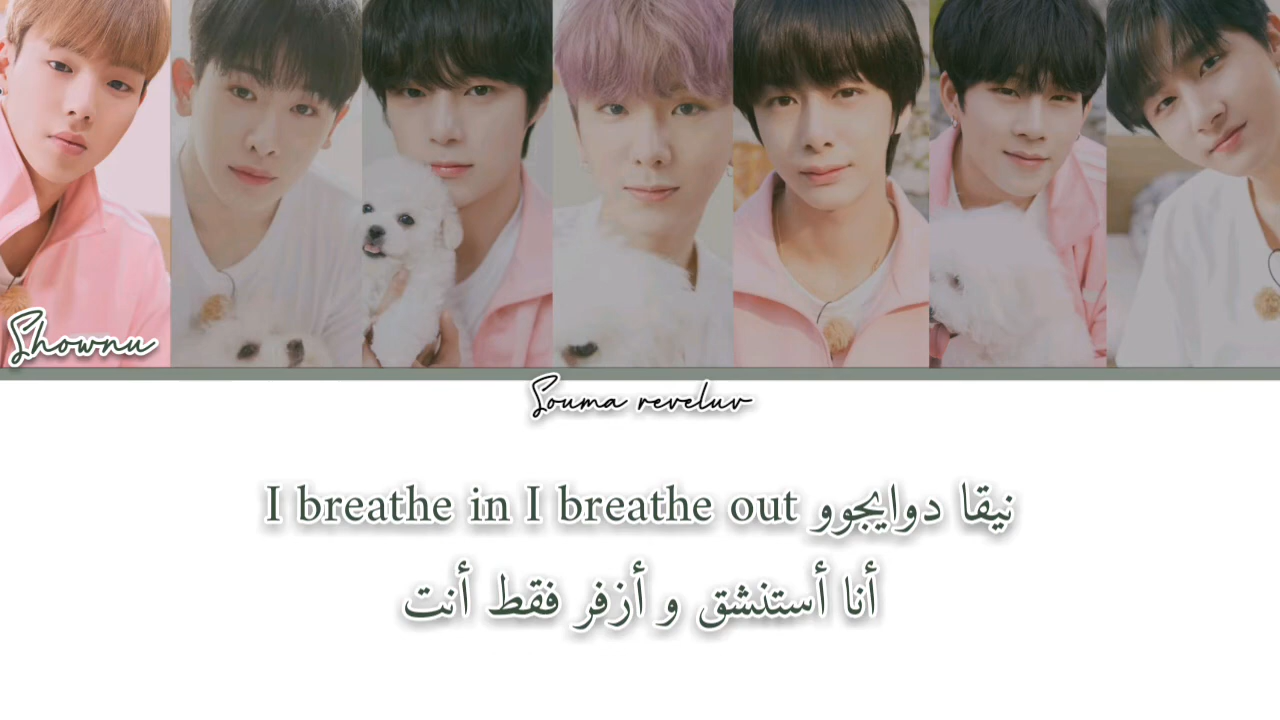 Shownu
Souma reveluv
I breathe in I breathe out نيقا دوايجوو
أنا أستنشق و أزفر فقط أنت